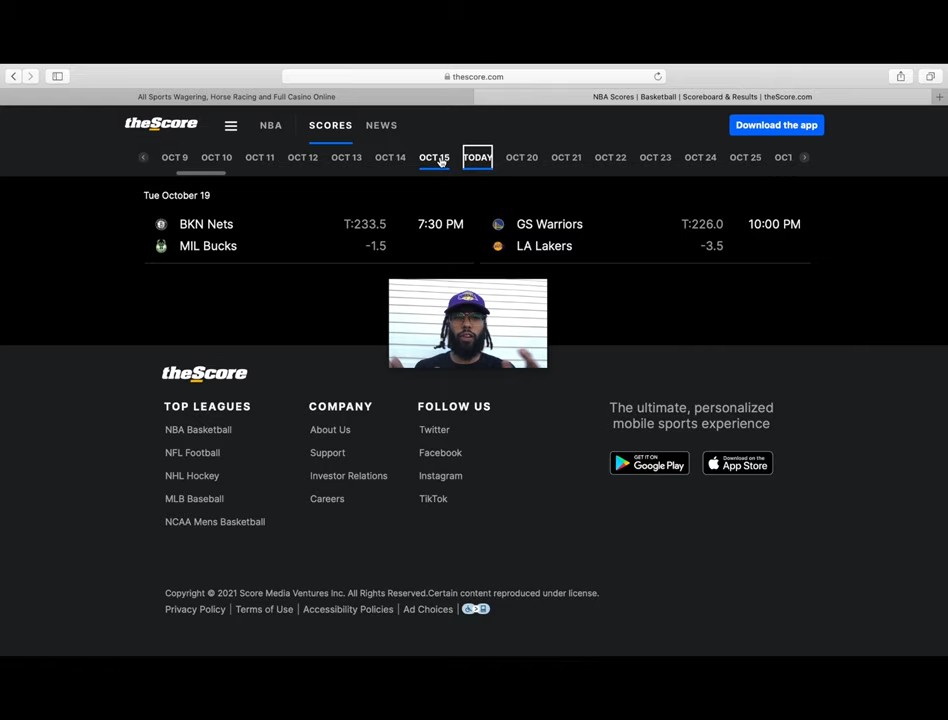 thescore.com
All Sports Wagering, Horse Racing and Full Casino Online
NBA Scores | Basketball | Scoreboard & Results | theScore.com
theScore
NBA
SCORES
NEWS
Download the app
OCT 9 OCT 10 OCT 11 OCT 12 OCT 13 OCT 14 OCT 15 TODAY OCT 20 OCT 21 OCT 22 OCT 23 OCT 24 OCT 25 OCT
Tue October 19
BKN Nets T:233.5 7:30 PM
MIL Bucks -1.5
GS Warriors T:226.0 10:00 PM
LA Lakers -3.5
theScore
TOP LEAGUES
NBA Basketball
NFL Football
NHL Hockey
MLB Baseball
NCAA Mens Basketball
COMPANY
About Us
Support
Investor Relations
Careers
FOLLOW US
Twitter
Facebook
Instagram
TikTok
The ultimate, personalized
mobile sports experience
GET IT ON
Google Play
Download on the
App Store
Copyright © 2021 Score Media Ventures Inc. All Rights Reserved.Certain content reproduced under license.
Privacy Policy | Terms of Use | Accessibility Policies | Ad Choices |